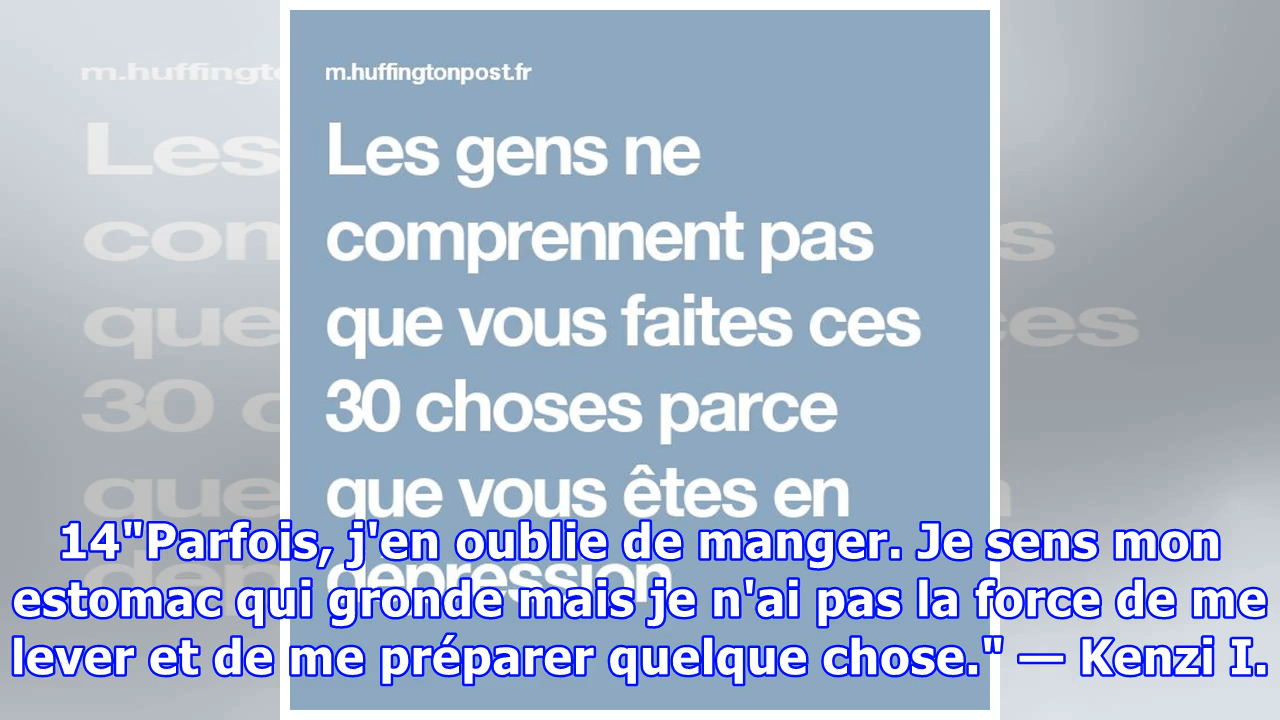 m.huffingtonpost.fr
Les gens ne
comprennent pas
que vous faites ces
30 choses parce
que vous êtes en
dépression
14"Parfois, j'en oublie de manger. Je sens mon
estomac qui gronde mais je n'ai pas la force de me
lever et de me préparer quelque chose." — Kenzi I.